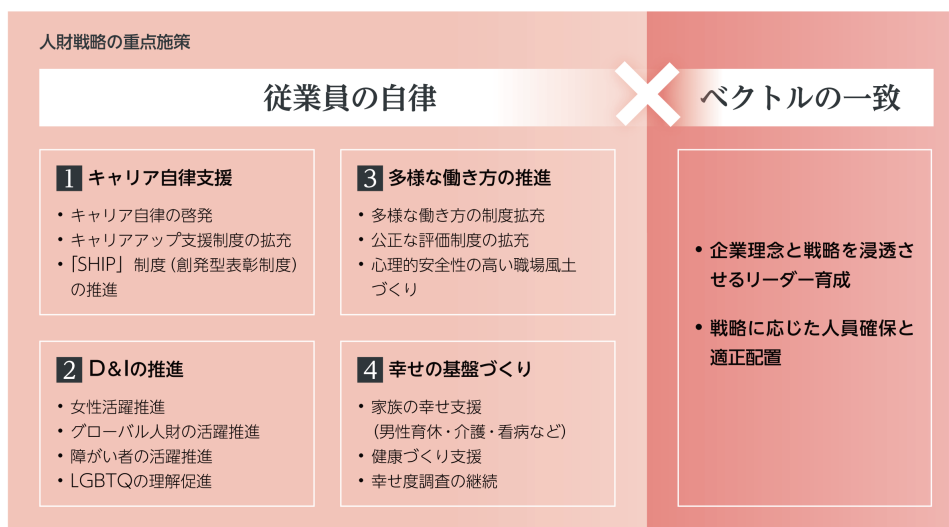 人財戦略の重点施策
従業員の自律
×
ベクトルの一致
1 キャリア自律支援
• キャリア自律の啓発
• キャリアアップ支援制度の拡充
• 「SHIP」制度(創発型表彰制度)
の推進
2 D&Iの推進
• 女性活躍推進
• グローバル人財の活躍推進
• 障がい者の活躍推進
• LGBTQの理解促進
3 多様な働き方の推進
• 多様な働き方の制度拡充
• 公正な評価制度の拡充
• 心理的安全性の高い職場風土
づくり
4 幸せの基盤づくり
• 家族の幸せ支援
(男性育休・介護・看病など)
• 健康づくり支援
• 幸せ度調査の継続
• 企業理念と戦略を浸透さ
せるリーダー育成
• 戦略に応じた人員確保と
適正配置